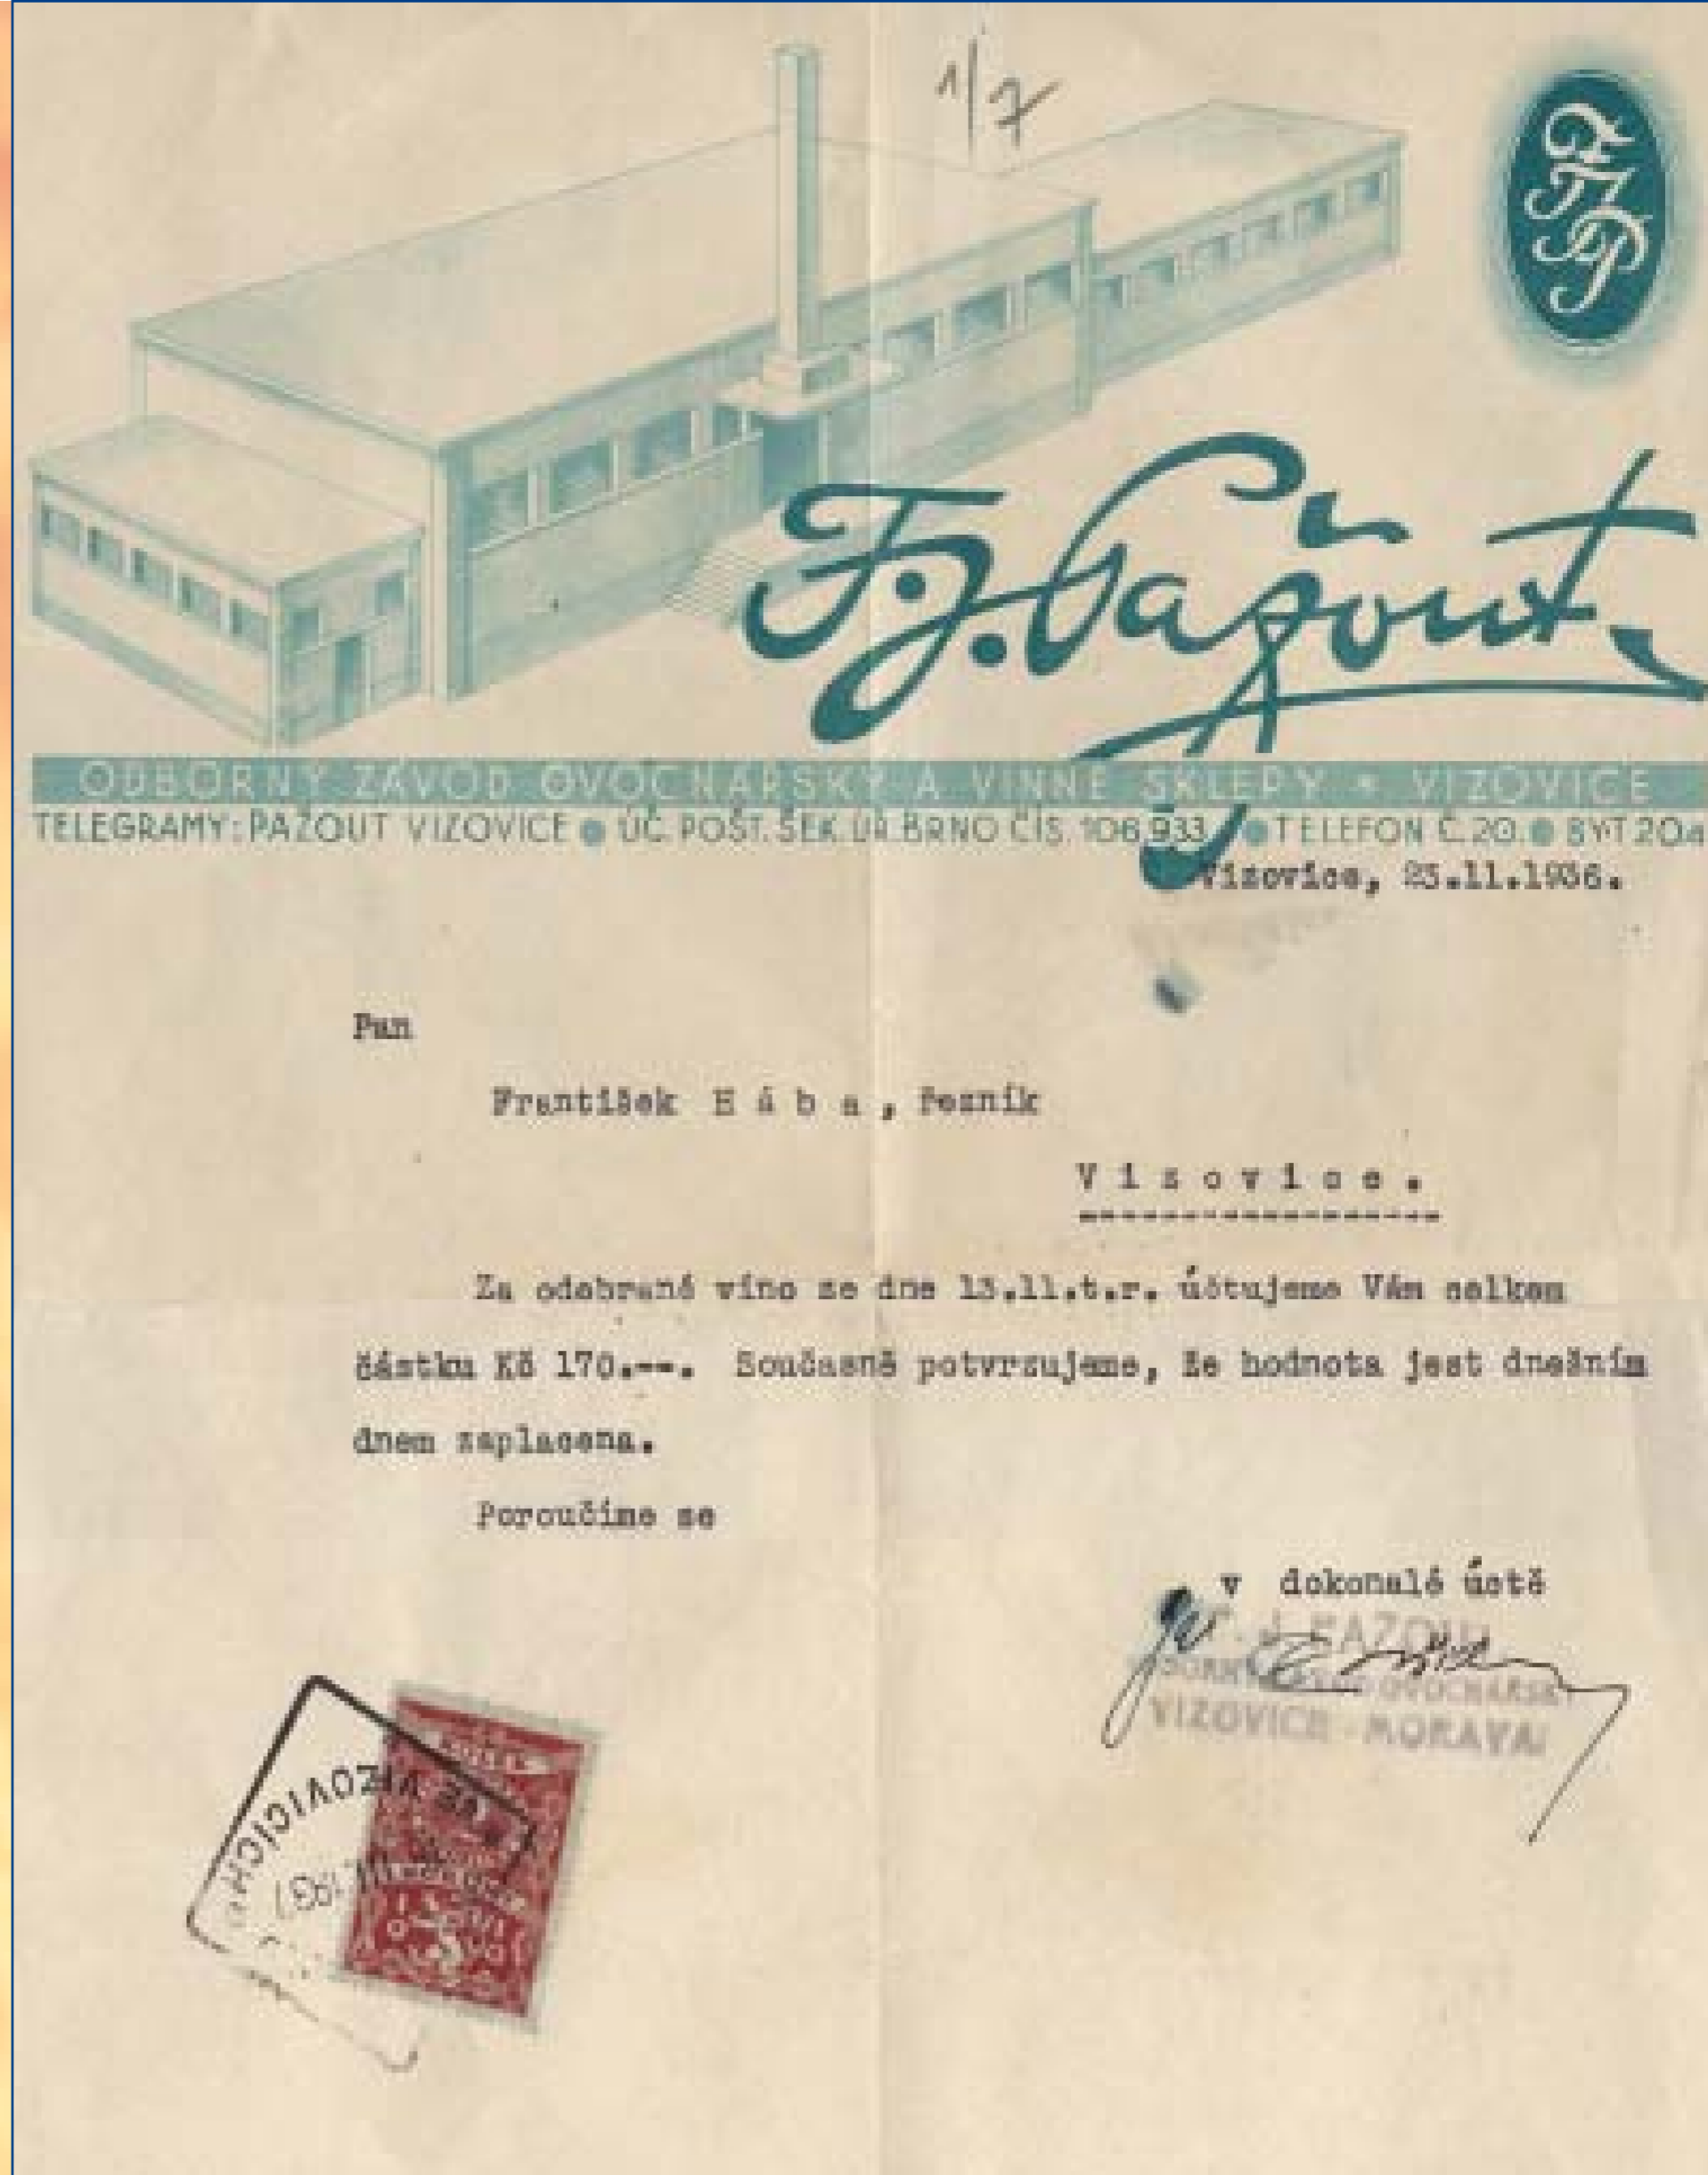 1/7
FJP
F.J. Pažout
ODBORNÝ ZÁVOD OVOCNÁŘSKÝ A VINNÉ SKLEPY • VIZOVICE
TELEGRAMY: PAŽOUT VIZOVICE ● ÚČ. POŠT. ŠEK. ÚŘ. BRNO ČÍS. 106.933 ● TELEFON Č. 20. ● BYT 20a
Vizovice, 23.11.1936.
Pan
František H á b a , řezník
V i z o v i c e .
------------------
Za odebrané víno ze dne 13.11.t.r. účtujeme Vám celkem
částku Kč 170.--. Současně potvrzujeme, že hodnota jest dnešním
dnem zaplacena.
Poroučíme se
v dokonalé úctě
F. J. PAŽOUT
ODBORNÝ ZÁVOD OVOCNÁŘSKÝ
VIZOVICE - MORAVA
VE VIZOVICÍCH